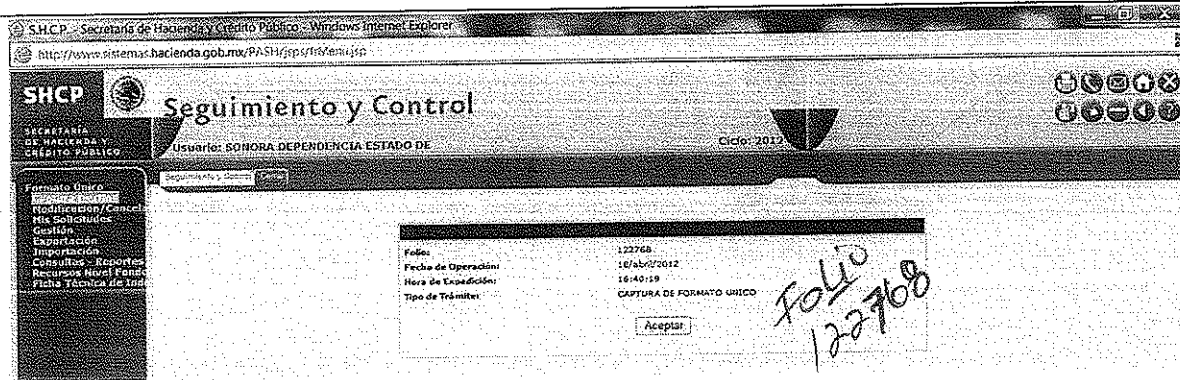 S.H.C.P. - Secretaría de Hacienda y Crédito Público - Windows Internet Explorer
http://www.sistemas.hacienda.gob.mx/PASH/jsps/frMenu.jsp
SHCP
SECRETARÍA
DE HACIENDA Y
CRÉDITO PÚBLICO
Seguimiento y Control
Usuario: SONORA DEPENDENCIA ESTADO DE
Ciclo: 2012
Seguimiento y Control
Formato Único
Modificación/Cancel
Mis Solicitudes
Gestión
Exportación
Importación
Consultas - Reportes
Recursos Nivel Fondo
Ficha Técnica de Ind
Folio: 122768
Fecha de Operación: /abril/2012
Hora de Expedición: 16:40:19
Tipo de Trámite: CAPTURA DE FORMATO UNICO
Aceptar
Folio
122768